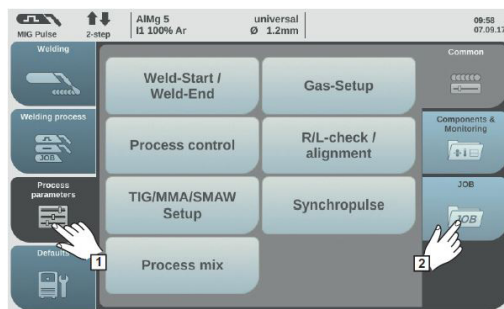 MIG Pulse
2-step
AlMg 5
I1 100% Ar
universal
Ø 1.2mm
09:58
07.09.17
Welding
Welding process
JOB
Process
parameters
Defaults
Weld-Start /
Weld-End
Gas-Setup
Process control
R/L-check /
alignment
TIG/MMA/SMAW
Setup
Synchropulse
Process mix
Common
Components &
Monitoring
JOB
JOB
1
2